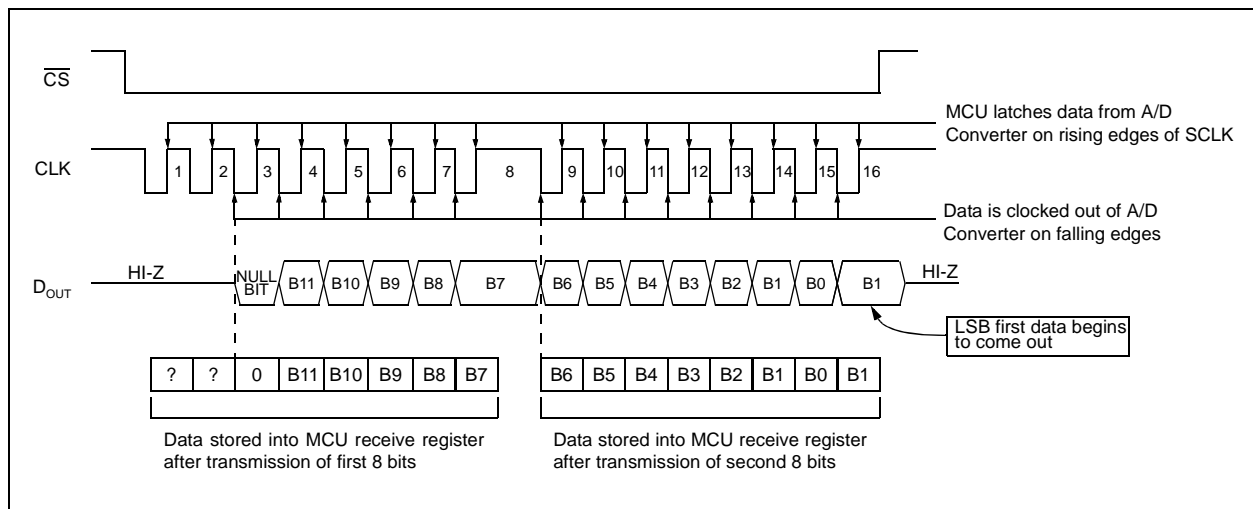 CS
MCU latches data from A/D
Converter on rising edges of SCLK
CLK
1 2 3 4 5 6 7 8 9 10 11 12 13 14 15 16
Data is clocked out of A/D
Converter on falling edges
HI-Z
HI-Z
DOUT
NULL
BIT
B11 B10 B9 B8 B7 B6 B5 B4 B3 B2 B1 B0 B1
LSB first data begins
to come out
? ? 0 B11 B10 B9 B8 B7 B6 B5 B4 B3 B2 B1 B0 B1
Data stored into MCU receive register
after transmission of first 8 bits
Data stored into MCU receive register
after transmission of second 8 bits